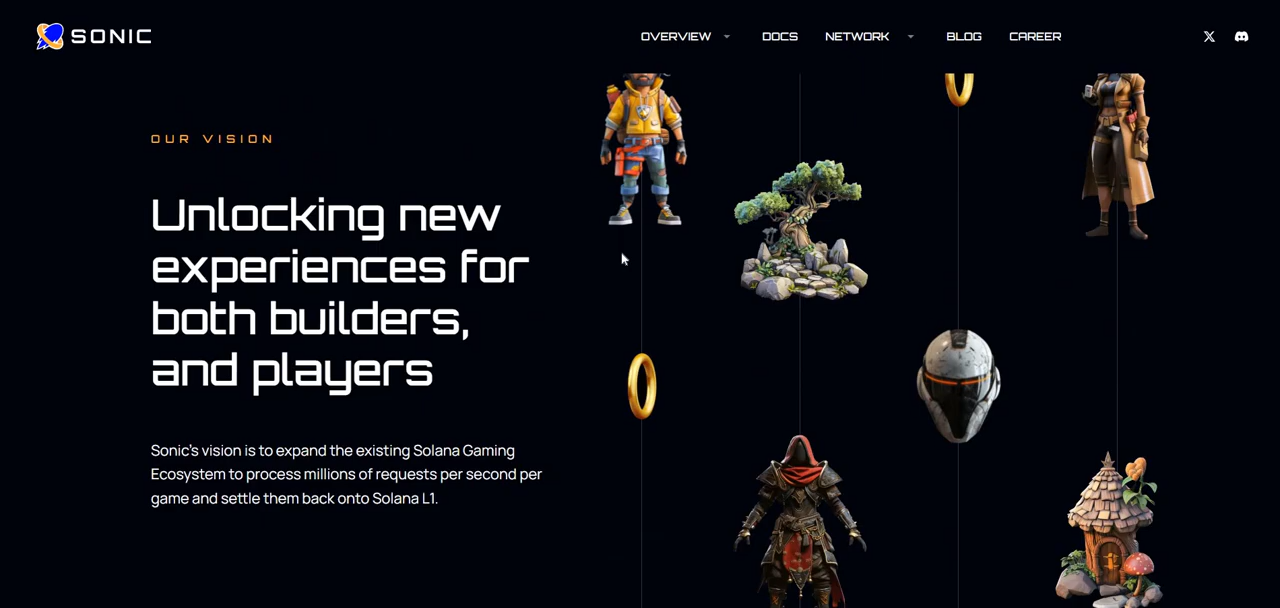 SONIC
OVERVIEW DOCS NETWORK BLOG CAREER
OUR VISION
Unlocking new
experiences for
both builders,
and players
Sonic's vision is to expand the existing Solana Gaming
Ecosystem to process millions of requests per second per
game and settle them back onto Solana L1.